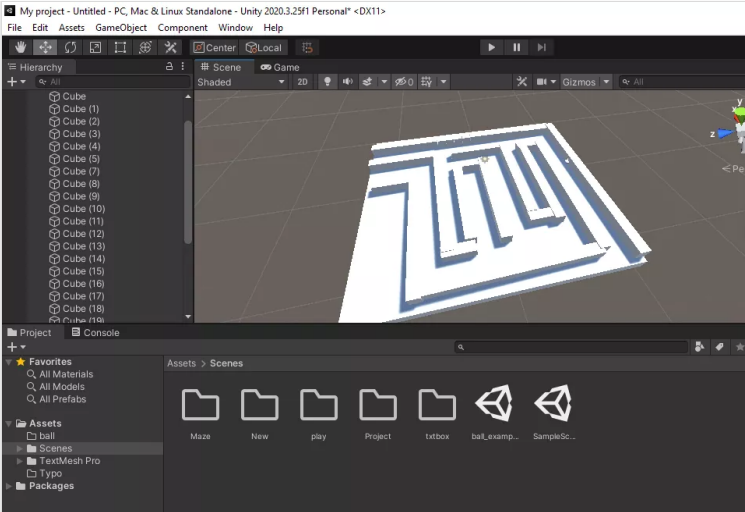 My project - Untitled - PC, Mac & Linux Standalone - Unity 2020.3.25f1 Personal* <DX11>
File Edit Assets GameObject Component Window Help
Center Local
Hierarchy
Scene Game
All
Shaded 2D 0 Gizmos All
Cube
Cube (1)
Cube (2)
Cube (3)
Cube (4)
Cube (5)
Cube (7)
Cube (8)
Cube (9)
Cube (10)
Cube (11)
Cube (12)
Cube (13)
Cube (14)
Cube (15)
Cube (16)
Cube (17)
Cube (18)
Cube (19)
y
x
z
Pe
Project Console
Favorites
All Materials
All Models
All Prefabs
Assets
ball
Scenes
TextMesh Pro
Typo
Packages
Assets > Scenes
Maze New play Project txtbox ball_examp... SampleSc...